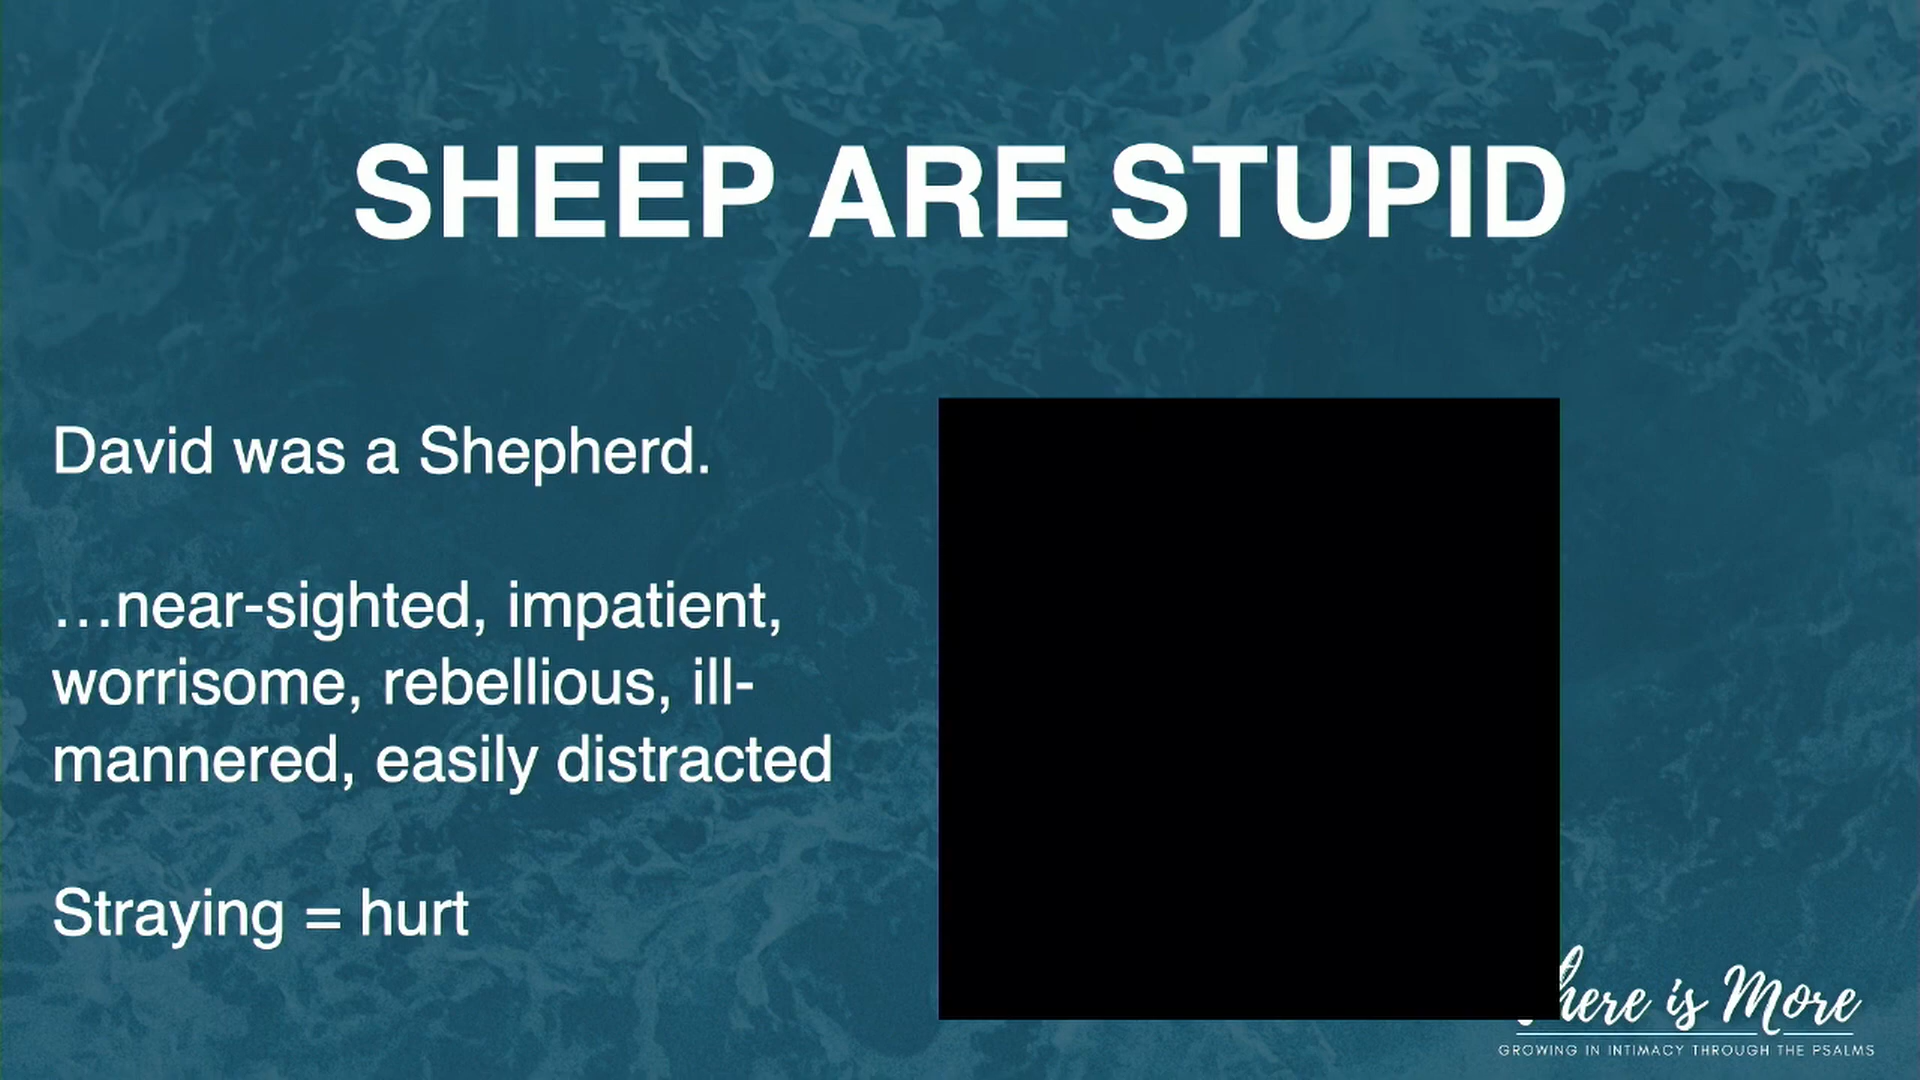 SHEEP ARE STUPID
David was a Shepherd.
…near-sighted, impatient,
worrisome, rebellious, ill-
mannered, easily distracted
Straying = hurt
here is More
GROWING IN INTIMACY THROUGH THE PSALMS